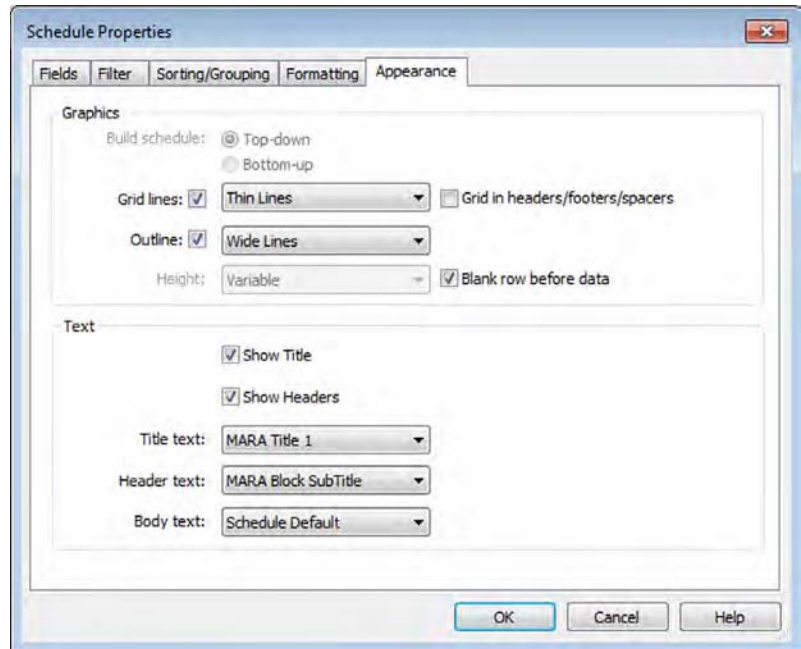 Schedule Properties
Fields Filter Sorting/Grouping Formatting Appearance
Graphics
Build schedule: Top-down
Bottom-up
Grid lines: Thin Lines Grid in headers/footers/spacers
Outline: Wide Lines
Height: Variable Blank row before data
Text
Show Title
Show Headers
Title text: MARA Title 1
Header text: MARA Block SubTitle
Body text: Schedule Default
OK Cancel Help